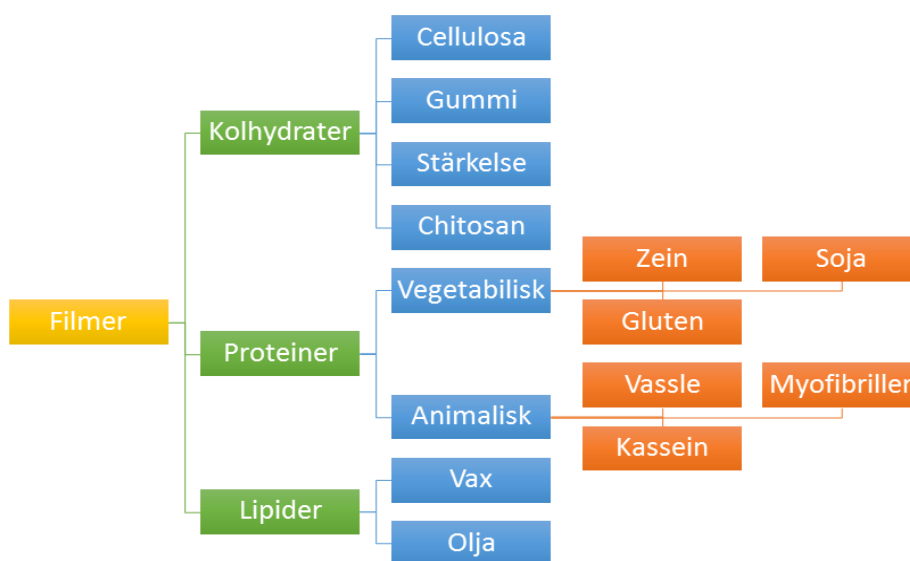 Filmer
Kolhydrater
Cellulosa
Gummi
Stärkelse
Chitosan
Proteiner
Vegetabilisk
Zein
Soja
Gluten
Animalisk
Vassle
Myofibriller
Kassein
Lipider
Vax
Olja